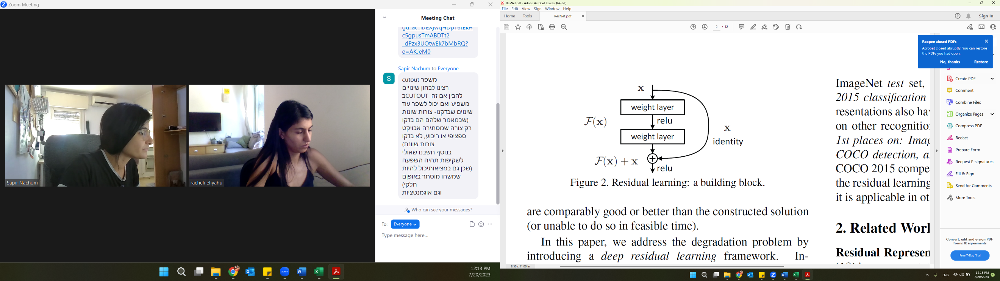 Zoom Meeting
Meeting Chat
c5gpusTmABDTt2
_dPzx3UOtwEk7bMbRQ?
e=AKJeM0
Sapir Nachum to Everyone
S
משפר cutout
רצינו לבחון שינויים
בCUTOUT להבין אם זה
משפיע ואם יכול לשפר עוד
שינוים שבדקנו- צורות שונות
(שבמאמר שלהם הם בדקו
רק צורה שמסתירה אבויקט
ספציפי או ריבוע, לא בדקו
צורות שוונת)
בנוסף חשבנו שאולי
לשקיפות תהיה השפעה
(שכן גם במציאותיכול להיות
שמשהו מוסתר באופןם
חלקי)
וגם אוגמנטציות
Who can see your messages?
To: Everyone
Type message here...
Sapir Nachum
racheli eliyahu
12:13 PM
7/20/2023
ResNet.pdf - Adobe Acrobat Reader (64-bit)
File Edit View Sign Window Help
Home Tools ResNet.pdf
Sign In
2 / 12
Reopen closed PDFs
Acrobat closed abruptly. You can restore
the PDFs you had open.
No, thanks Restore
x
weight layer
relu
F(x)
weight layer
x
identity
F(x) + x
relu
Figure 2. Residual learning: a building block.
are comparably good or better than the constructed solution
(or unable to do so in feasible time).
In this paper, we address the degradation problem by
introducing a deep residual learning framework. In-
ImageNet test set,
2015 classification
resentations also ha
on other recognitio
1st places on: Imag
COCO detection, a
COCO 2015 compe
the residual learning
it is applicable in ot
2. Related Worl
Residual Represen
Create PDF
Comment
Combine Files
Organize Pages
Compress PDF
Redact
Prepare Form
Request E-signatures
Fill & Sign
Send for Comments
More Tools
Convert, edit and e-sign PDF
forms & agreements
Free 7-Day Trial
8.50 x 11.00 in
ENG
12:13 PM
7/20/2023